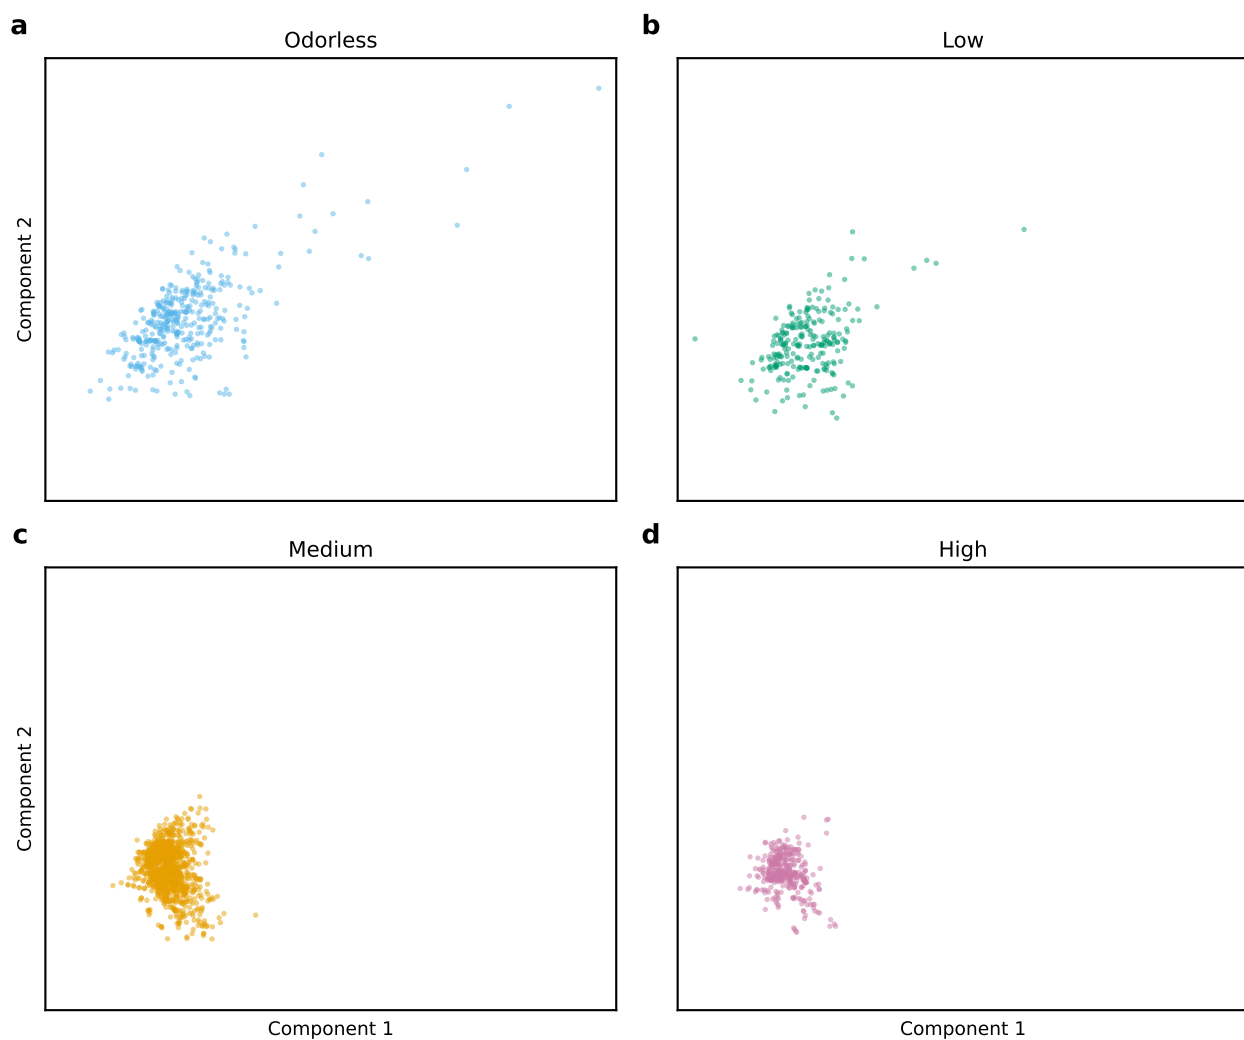 a
Odorless
b
Low
Component 2
c
Medium
d
High
Component 2
Component 1
Component 1